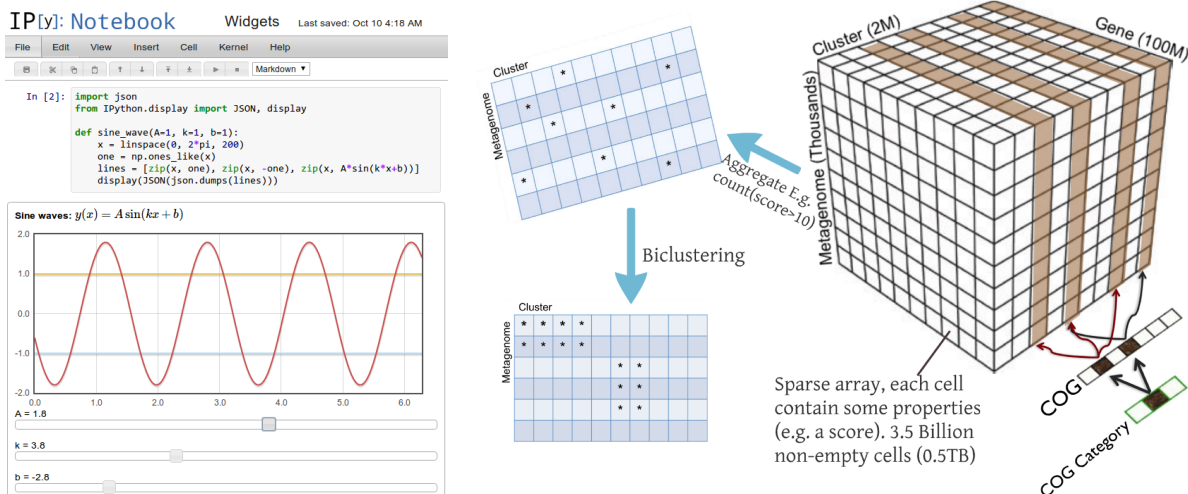 IP[y]: Notebook
Widgets
Last saved: Oct 10 4:18 AM
File Edit View Insert Cell Kernel Help
Markdown
In [2]:
import json
from IPython.display import JSON, display
def sine_wave(A=1, k=1, b=1):
x = linspace(0, 2*pi, 200)
one = np.ones_like(x)
lines = [zip(x, one), zip(x, -one), zip(x, A*sin(k*x+b))]
display(JSON(json.dumps(lines)))
Sine waves: y(x) = A sin(kx + b)
2.0
1.0
0.0
-1.0
-2.0
0.0 1.0 2.0 3.0 4.0 5.0 6.0
A = 1.8
k = 3.8
b = -2.8
Cluster
Metagenome
* *
* *
*
* *
*
Aggregate E.g.
count(score>10)
Biclustering
Cluster
Metagenome
* * * *
* * * *
* *
* *
* *
Cluster (2M)
Gene (100M)
Metagenome (Thousands)
Sparse array, each cell
contain some properties
(e.g. a score). 3.5 Billion
non-empty cells (0.5TB)
COG
COG Category